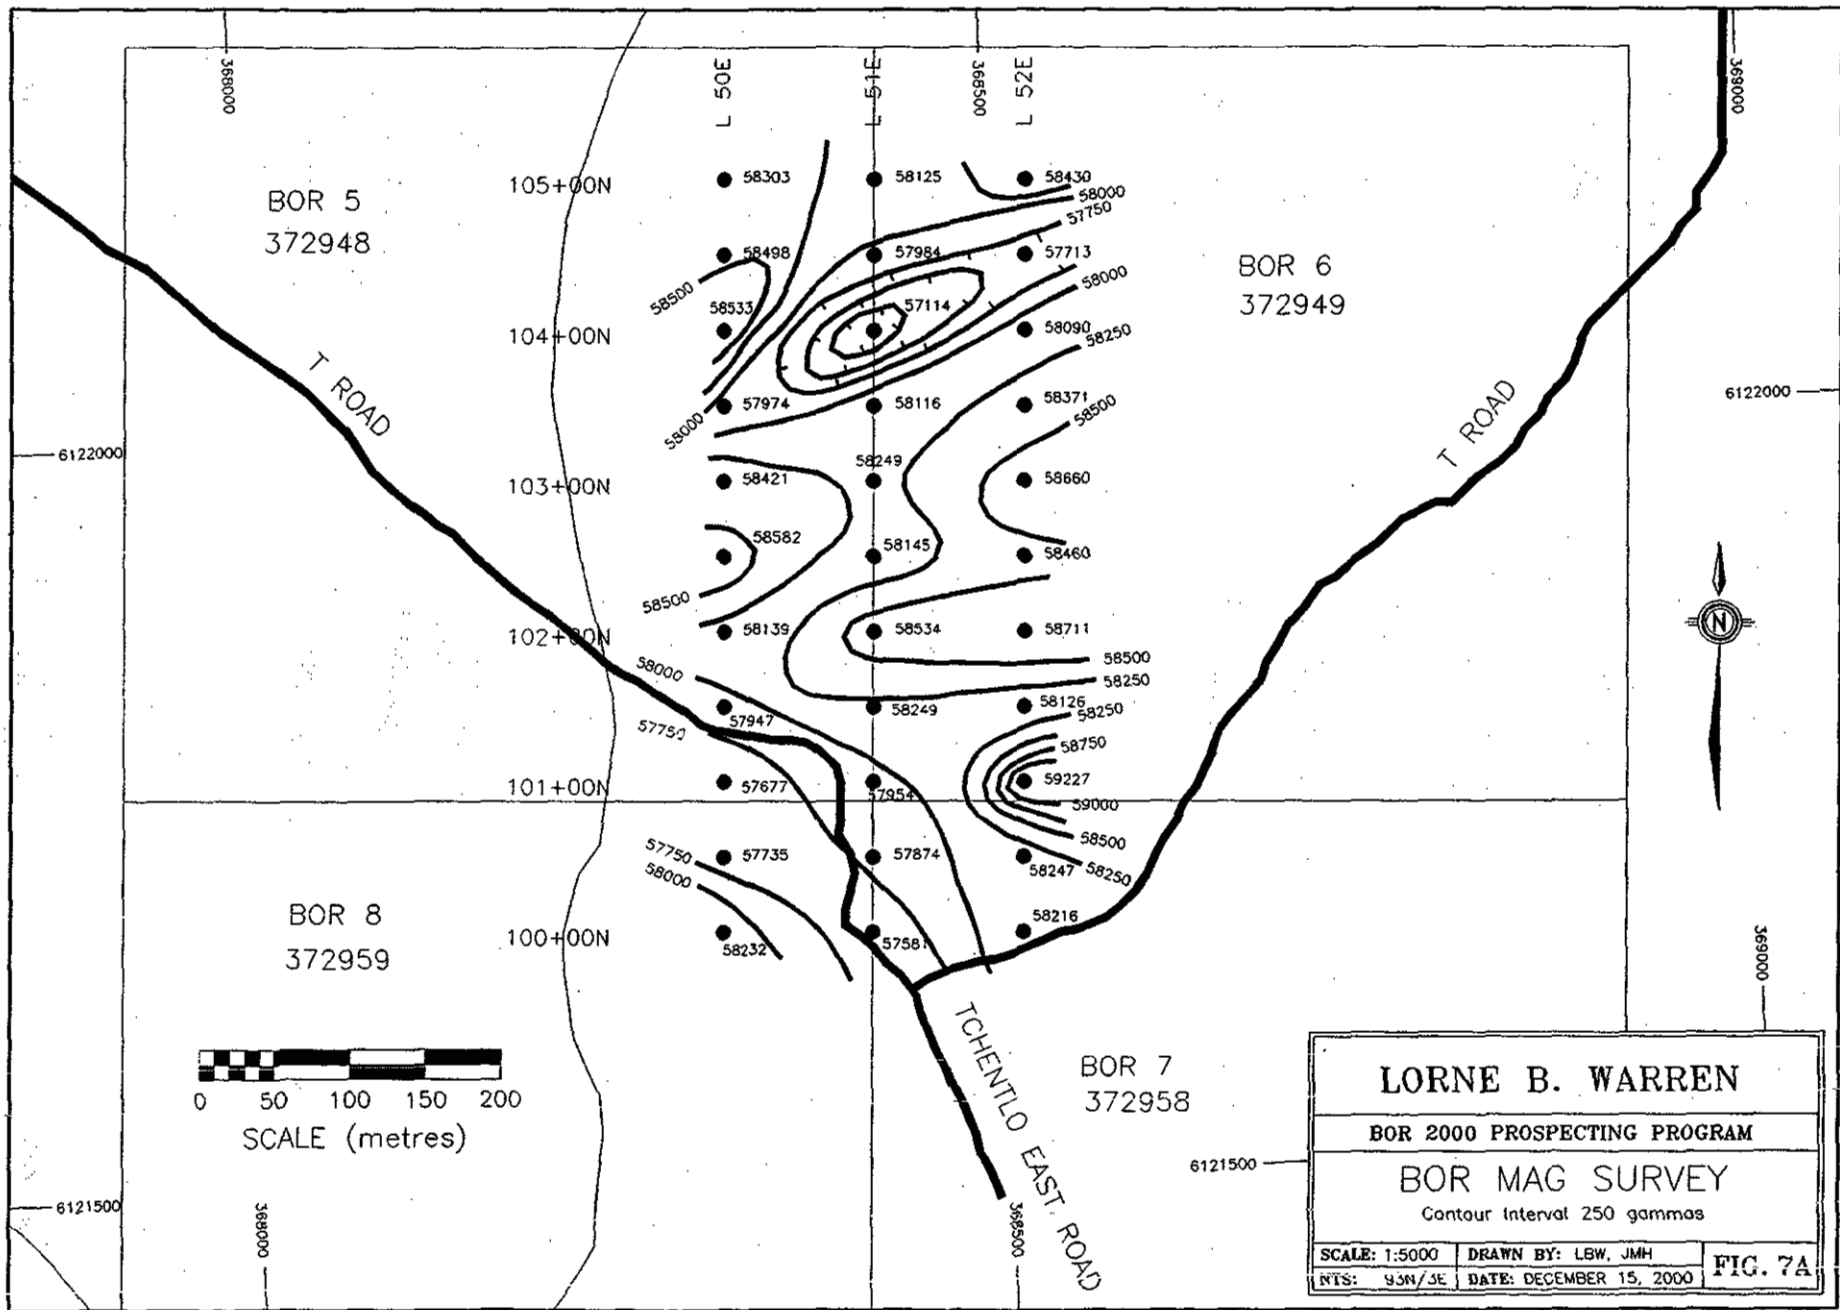 368000
L 50E
L 51E
368500
L 52E
369000
BOR 5
372948
105+00N
58303
58125
58430
58000
57750
58498
57984
57713
58000
BOR 6
372949
58500
58533
57114
104+00N
58090
58250
T ROAD
57974
58116
58371
58500
58000
T ROAD
6122000
6122000
58249
103+00N
58421
58660
58582
58145
58460
58500
102+00N
58139
58534
58711
58500
58000
58250
N
57947
58249
58126
58250
57750
58750
101+00N
57677
57954
59227
59000
58500
57750
57735
57874
58247
58250
58000
BOR 8
372959
100+00N
58232
57581
58216
369000
0 50 100 150 200
SCALE (metres)
TCHENTLO EAST ROAD
BOR 7
372958
6121500
6121500
368000
368500
LORNE B. WARREN
BOR 2000 PROSPECTING PROGRAM
BOR MAG SURVEY
Contour Interval 250 gammas
SCALE: 1:5000 DRAWN BY: LBW, JMH
NTS: 93N/3E DATE: DECEMBER 15, 2000
FIG. 7A